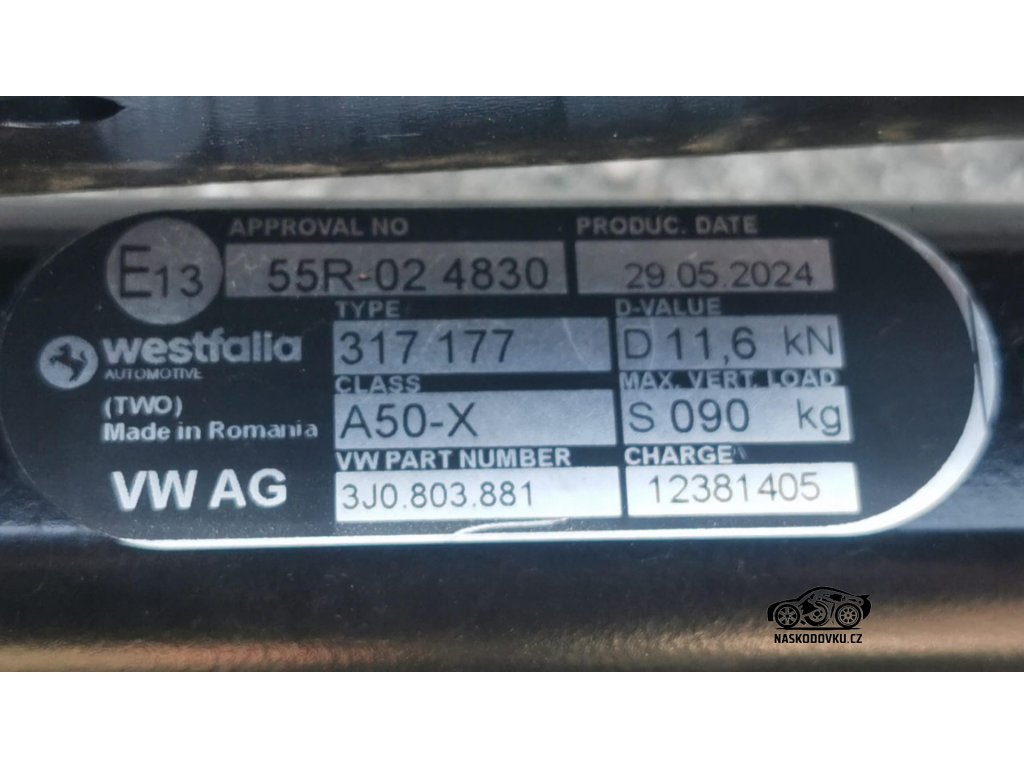 APPROVAL NO PRODUC. DATE
E13 55R-02 4830 29.05.2024
TYPE D-VALUE
westfalia 317 177 D 11,6 kN
AUTOMOTIVE CLASS MAX. VERT. LOAD
(TWO) A50-X S 090 kg
Made in Romania
VW PART NUMBER CHARGE
VW AG 3J0.803.881 12381405
NASKODOVKU.CZ